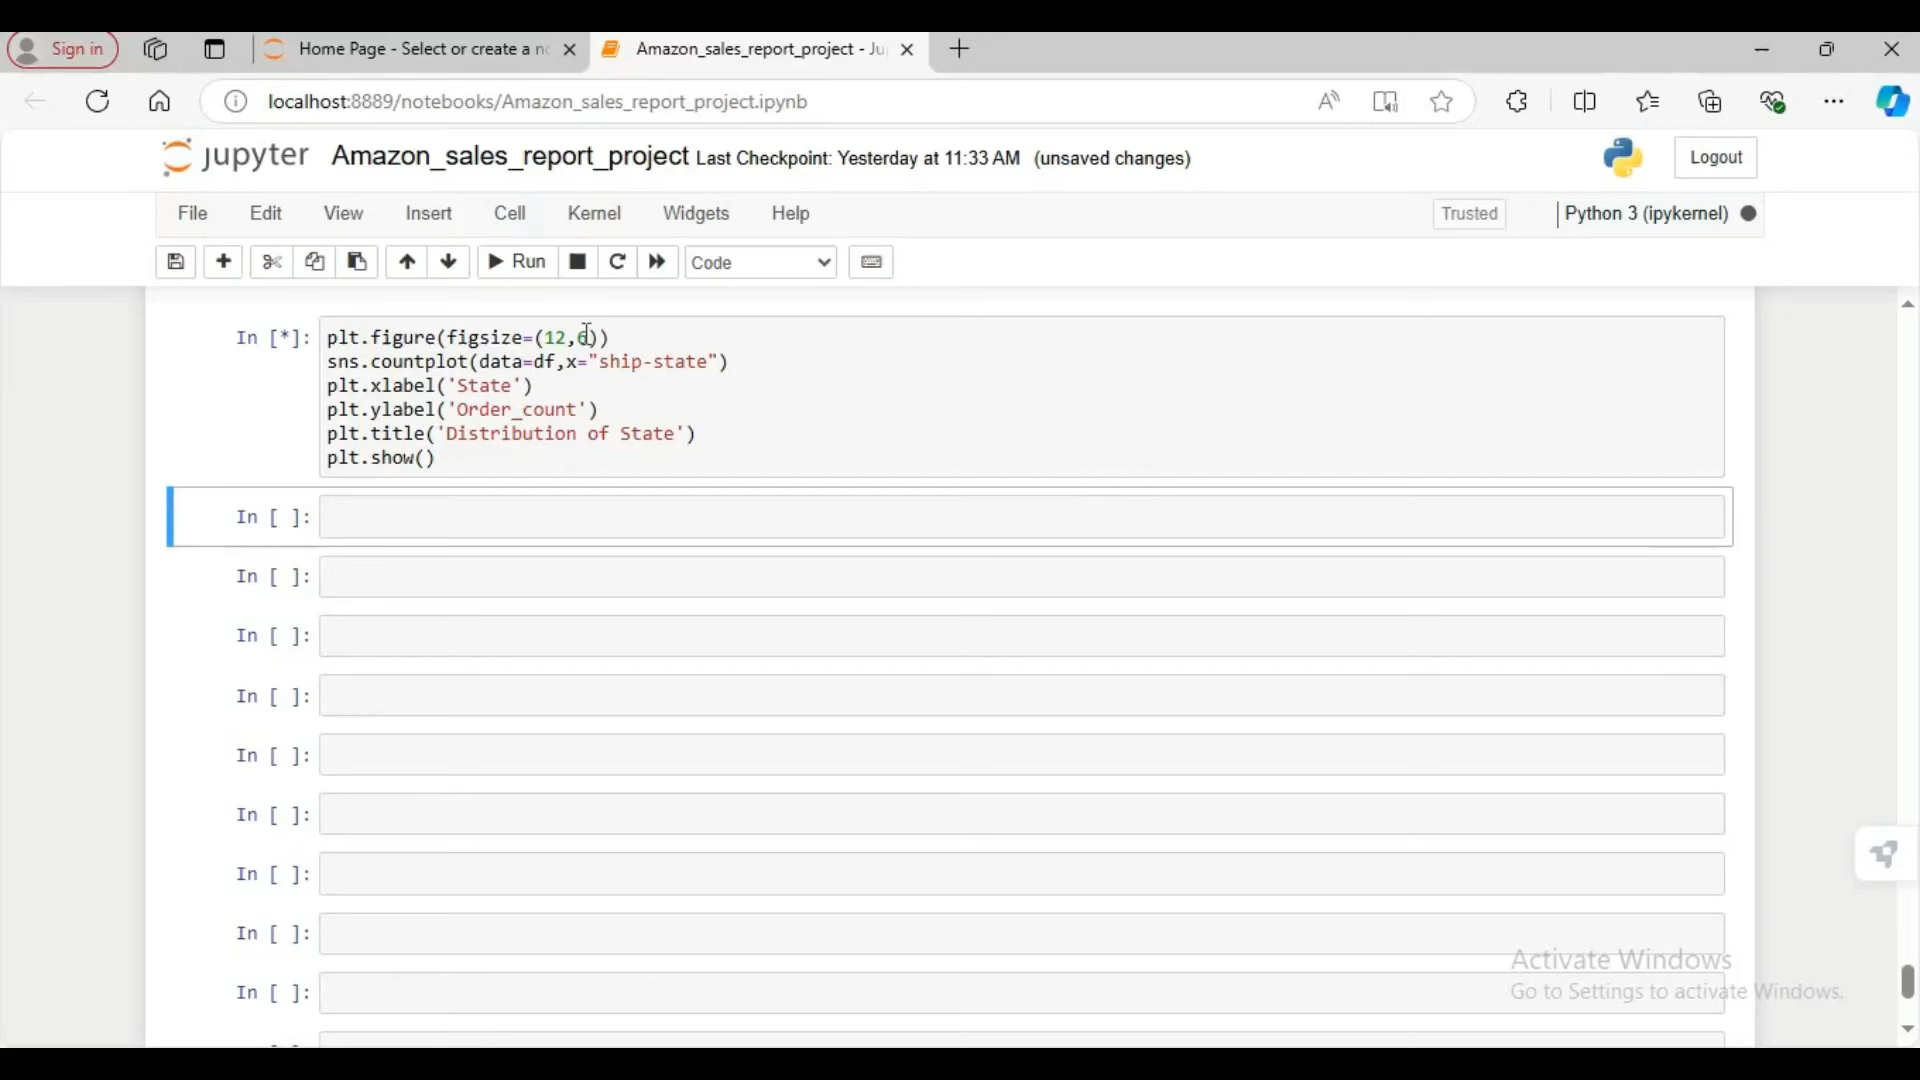 Sign in
Home Page - Select or create a no
Amazon_sales_report_project - Ju
localhost:8889/notebooks/Amazon_sales_report_project.ipynb
jupyter Amazon_sales_report_project Last Checkpoint: Yesterday at 11:33 AM (unsaved changes)
Logout
File Edit View Insert Cell Kernel Widgets Help
Trusted
Python 3 (ipykernel)
Run
Code
In [*]: plt.figure(figsize=(12,6))
sns.countplot(data=df,x="ship-state")
plt.xlabel('State')
plt.ylabel('Order_count')
plt.title('Distribution of State')
plt.show()
In [ ]:
In [ ]:
In [ ]:
In [ ]:
In [ ]:
In [ ]:
In [ ]:
In [ ]:
In [ ]:
Activate Windows
Go to Settings to activate Windows.